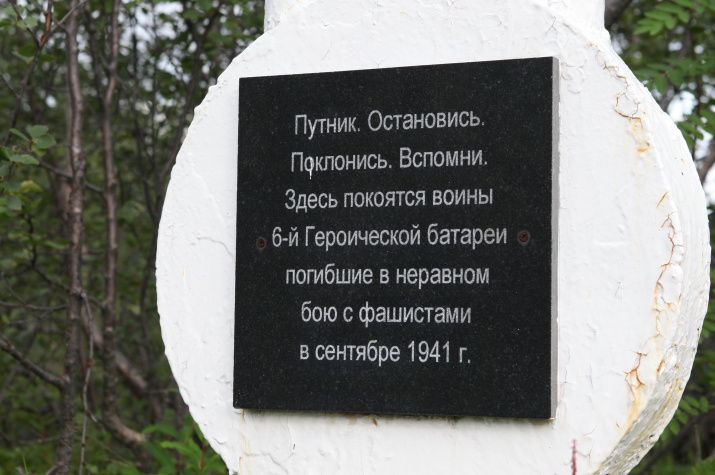 Путник. Остановись.
Поклонись. Вспомни.
Здесь покоятся воины
6-й Героической батареи
погибшие в неравном
бою с фашистами
в сентябре 1941 г.